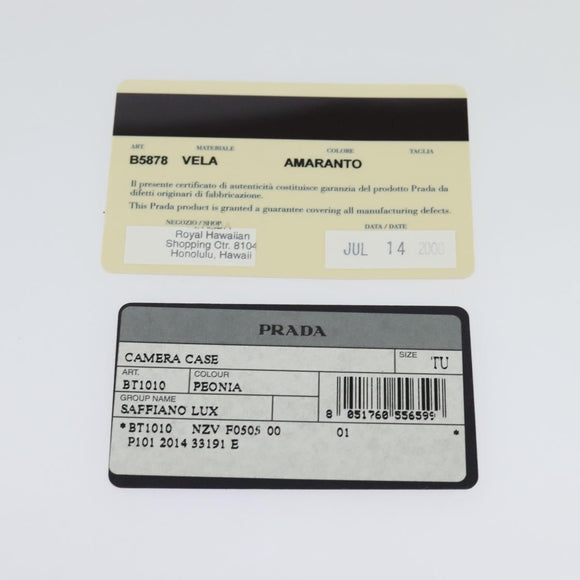 ART. MATERIALE COLORE TAGLIA
B5878 VELA AMARANTO
Il presente certificato di autenticità costituisce garanzia del prodotto Prada da
difetti originari di fabbricazione.
This Prada product is granted a guarantee covering all manufacturing defects.
NEGOZIO / SHOP DATA / DATE
Royal Hawaiian
Shopping Ctr. 8104
Honolulu, Hawaii
JUL 14 2000
PRADA
CAMERA CASE SIZE TU
ART. COLOUR
BT1010 PEONIA
GROUP NAME
SAFFIANO LUX
8 051760 556599
*BT1010 NZV F0505 00 01 *
P101 2014 33191 E